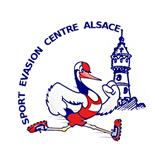 SPORT EVASION CENTRE ALSACE